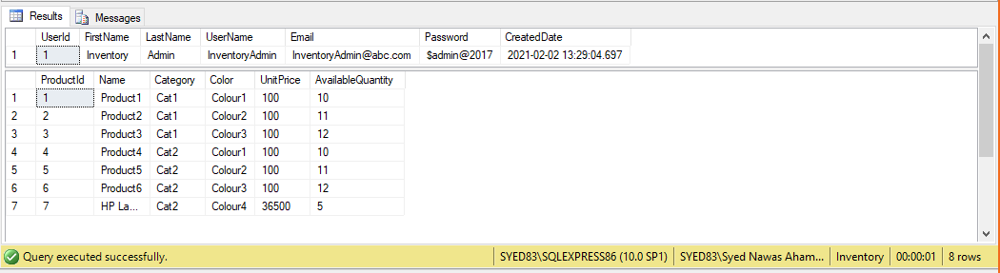 Results Messages
UserId FirstName LastName UserName Email Password CreatedDate
1 1 Inventory Admin InventoryAdmin InventoryAdmin@abc.com $admin@2017 2021-02-02 13:29:04.697
ProductId Name Category Color UnitPrice AvailableQuantity
1 1 Product1 Cat1 Colour1 100 10
2 2 Product2 Cat1 Colour2 100 11
3 3 Product3 Cat1 Colour3 100 12
4 4 Product4 Cat2 Colour1 100 10
5 5 Product5 Cat2 Colour2 100 11
6 6 Product6 Cat2 Colour3 100 12
7 7 HP La... Cat2 Colour4 36500 5
Query executed successfully. SYED83\SQLEXPRESS86 (10.0 SP1) SYED83\Syed Nawas Aham... Inventory 00:00:01 8 rows